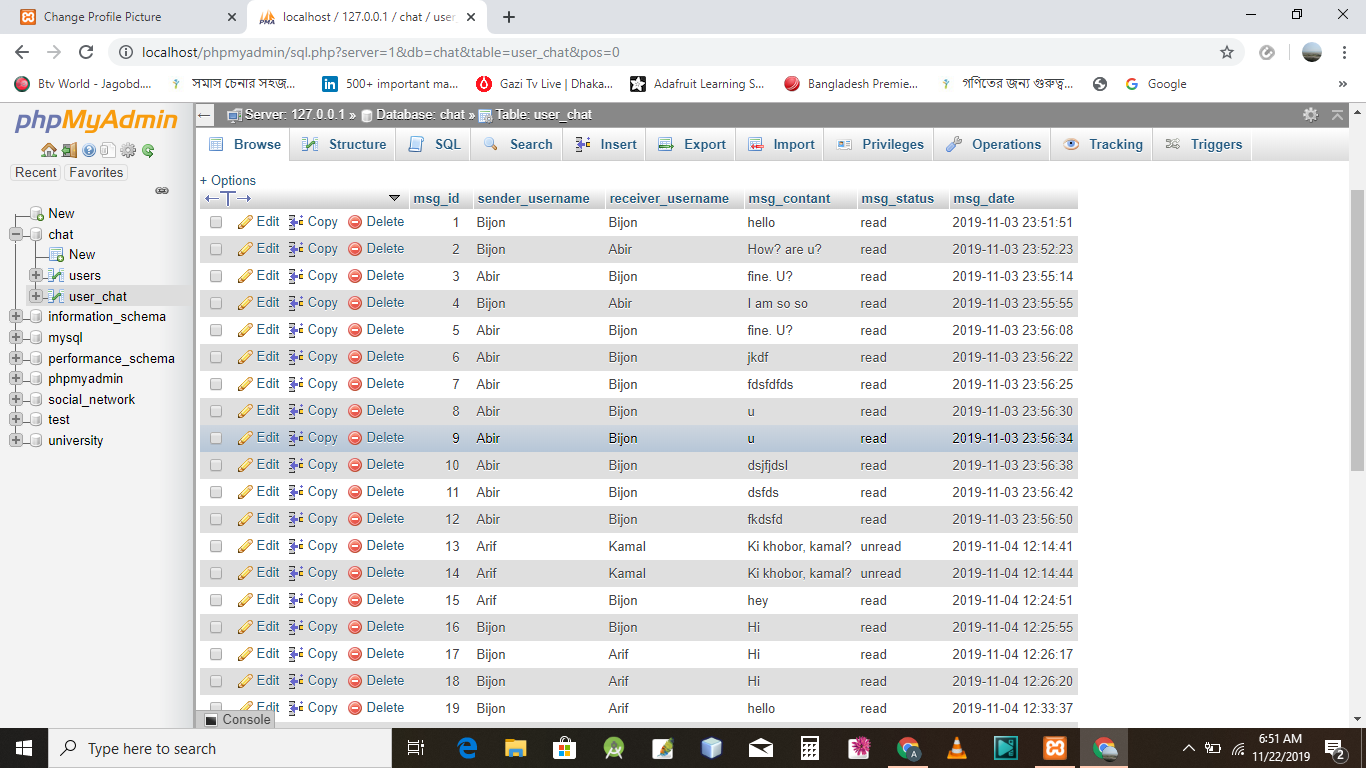 Change Profile Picture
localhost / 127.0.0.1 / chat / user_
localhost/phpmyadmin/sql.php?server=1&db=chat&table=user_chat&pos=0
Btv World - Jagobd.... সমাস চেনার সহজ... 500+ important ma... Gazi Tv Live | Dhaka... Adafruit Learning S... Bangladesh Premie... গণিতের জন্য গুরুত্ব... Google »
phpMyAdmin
Recent Favorites
New
chat
New
users
user_chat
information_schema
mysql
performance_schema
phpmyadmin
social_network
test
university
Server: 127.0.0.1 » Database: chat » Table: user_chat
Browse Structure SQL Search Insert Export Import Privileges Operations Tracking Triggers
+ Options
msg_id sender_username receiver_username msg_contant msg_status msg_date
Edit Copy Delete 1 Bijon Bijon hello read 2019-11-03 23:51:51
Edit Copy Delete 2 Bijon Abir How? are u? read 2019-11-03 23:52:23
Edit Copy Delete 3 Abir Bijon fine. U? read 2019-11-03 23:55:14
Edit Copy Delete 4 Bijon Abir I am so so read 2019-11-03 23:55:55
Edit Copy Delete 5 Abir Bijon fine. U? read 2019-11-03 23:56:08
Edit Copy Delete 6 Abir Bijon jkdf read 2019-11-03 23:56:22
Edit Copy Delete 7 Abir Bijon fdsfdfds read 2019-11-03 23:56:25
Edit Copy Delete 8 Abir Bijon u read 2019-11-03 23:56:30
Edit Copy Delete 9 Abir Bijon u read 2019-11-03 23:56:34
Edit Copy Delete 10 Abir Bijon dsjfjdsl read 2019-11-03 23:56:38
Edit Copy Delete 11 Abir Bijon dsfds read 2019-11-03 23:56:42
Edit Copy Delete 12 Abir Bijon fkdsfd read 2019-11-03 23:56:50
Edit Copy Delete 13 Arif Kamal Ki khobor, kamal? unread 2019-11-04 12:14:41
Edit Copy Delete 14 Arif Kamal Ki khobor, kamal? unread 2019-11-04 12:14:44
Edit Copy Delete 15 Arif Bijon hey read 2019-11-04 12:24:51
Edit Copy Delete 16 Bijon Bijon Hi read 2019-11-04 12:25:55
Edit Copy Delete 17 Bijon Arif Hi read 2019-11-04 12:26:17
Edit Copy Delete 18 Bijon Arif Hi read 2019-11-04 12:26:20
Edit Copy Delete 19 Bijon Arif hello read 2019-11-04 12:33:37
Console
Type here to search
6:51 AM
11/22/2019
2